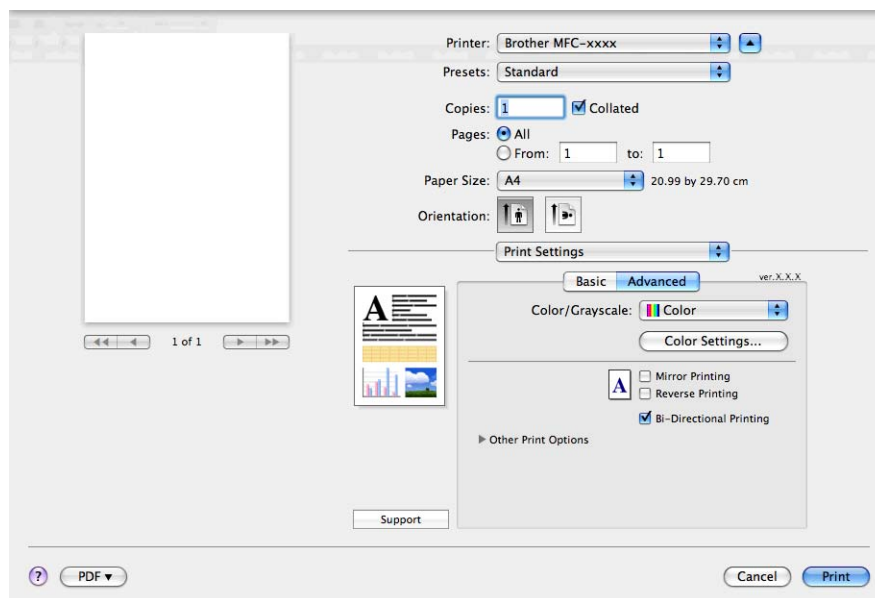 Printer: Brother MFC-xxxx
Presets: Standard
Copies: 1 Collated
Pages: All
From: 1 to: 1
Paper Size: A4 20.99 by 29.70 cm
Orientation:
Print Settings
Basic Advanced ver.X.X.X
A
Color/Grayscale: Color
Color Settings...
1 of 1
A
Mirror Printing
Reverse Printing
Bi-Directional Printing
Other Print Options
Support
? PDF
Cancel Print